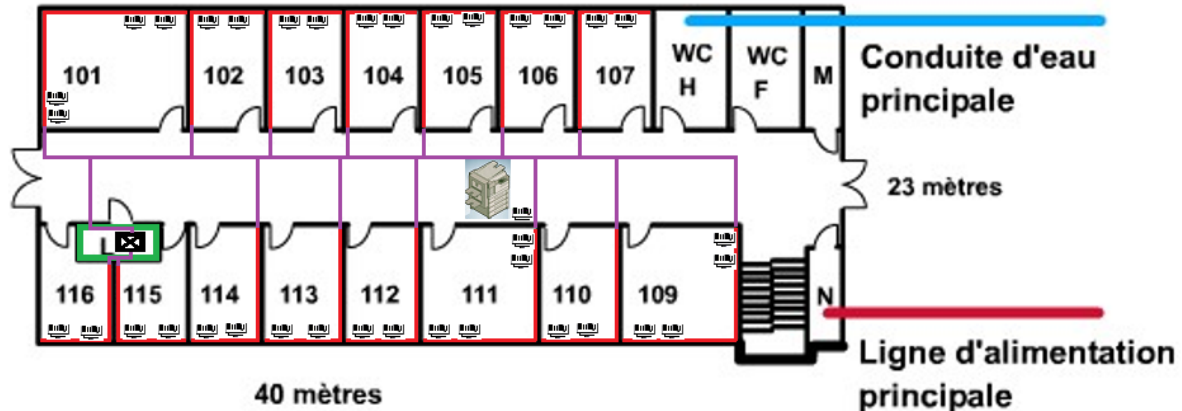 101
102
103
104
105
106
107
WC
H
WC
F
M
Conduite d'eau
principale
23 mètres
L
116
115
114
113
112
111
110
109
N
Ligne d'alimentation
principale
40 mètres